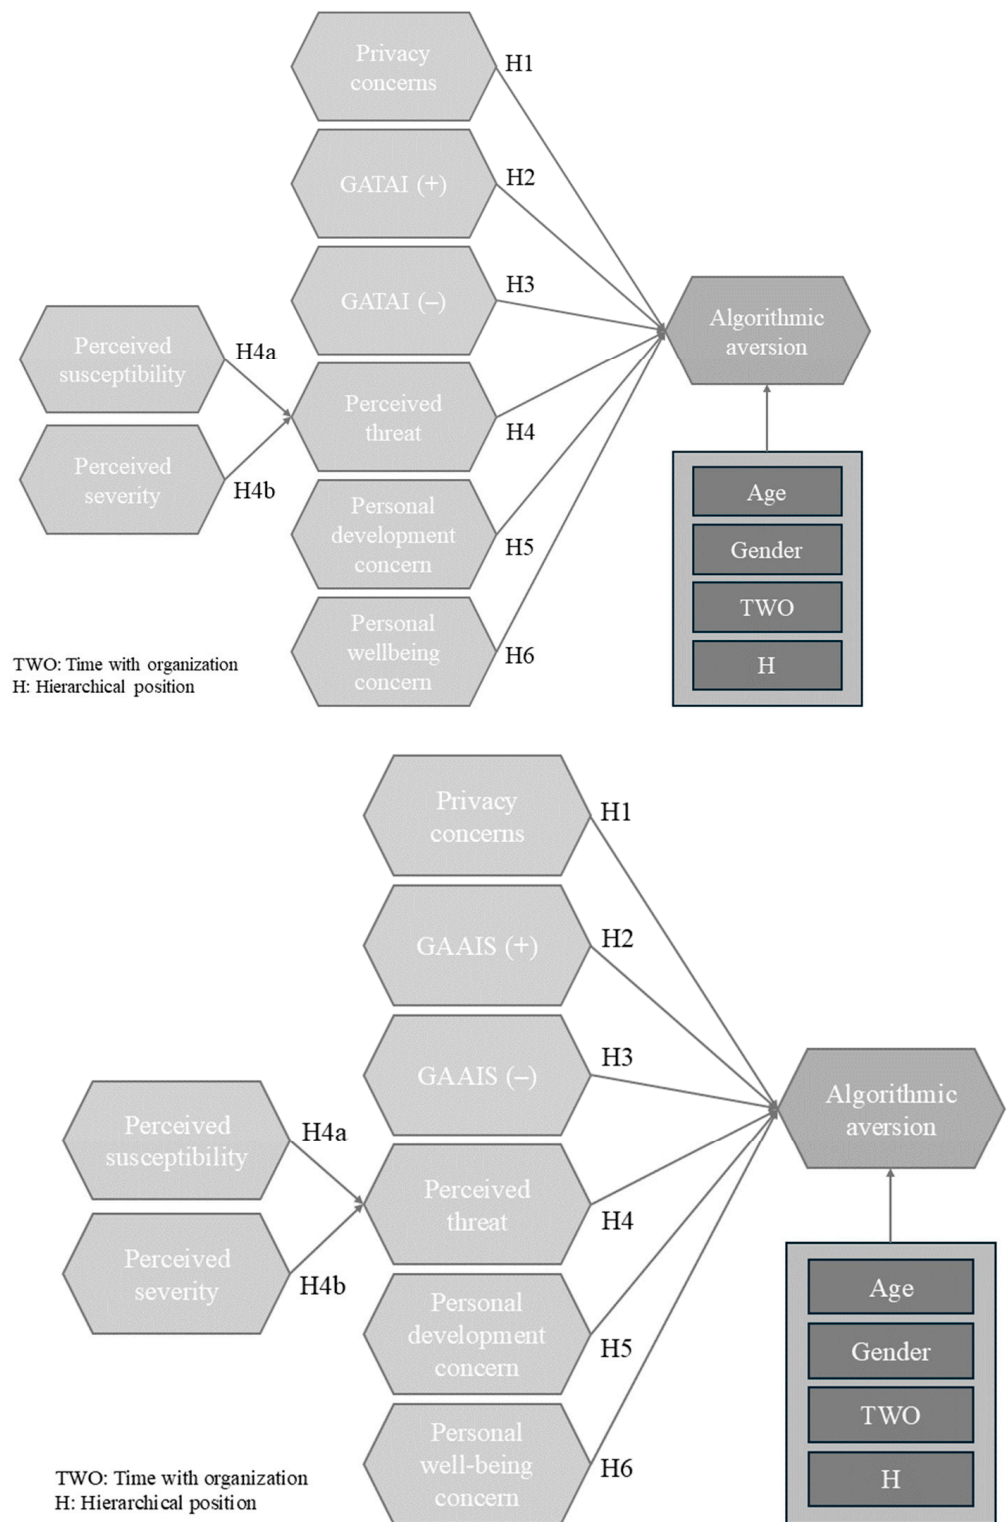 Privacy
concerns
H1
GATAI (+)
H2
GATAI (–)
H3
Perceived
susceptibility
H4a
Perceived
threat
H4
Perceived
severity
H4b
Personal
development
concern
H5
Personal
wellbeing
concern
H6
Algorithmic
aversion
Age
Gender
TWO
H
TWO: Time with organization
H: Hierarchical position
Privacy
concerns
H1
GAAIS (+)
H2
GAAIS (–)
H3
Perceived
susceptibility
H4a
Perceived
threat
H4
Perceived
severity
H4b
Personal
development
concern
H5
Personal
well-being
concern
H6
Algorithmic
aversion
Age
Gender
TWO
H
TWO: Time with organization
H: Hierarchical position